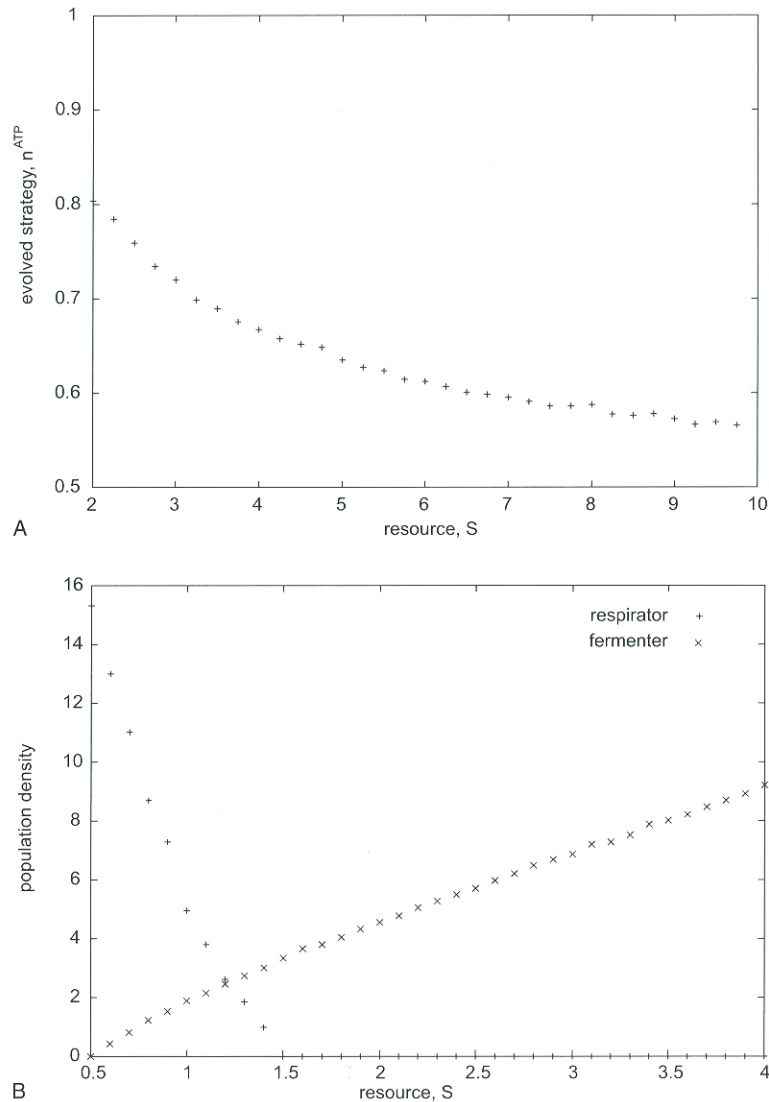 1
0.9
0.8
0.7
0.6
0.5
evolved strategy, n^ATP
2 3 4 5 6 7 8 9 10
resource, S
A
16
14
12
10
8
6
4
2
0
population density
respirator +
fermenter ×
0.5 1 1.5 2 2.5 3 3.5 4
resource, S
B